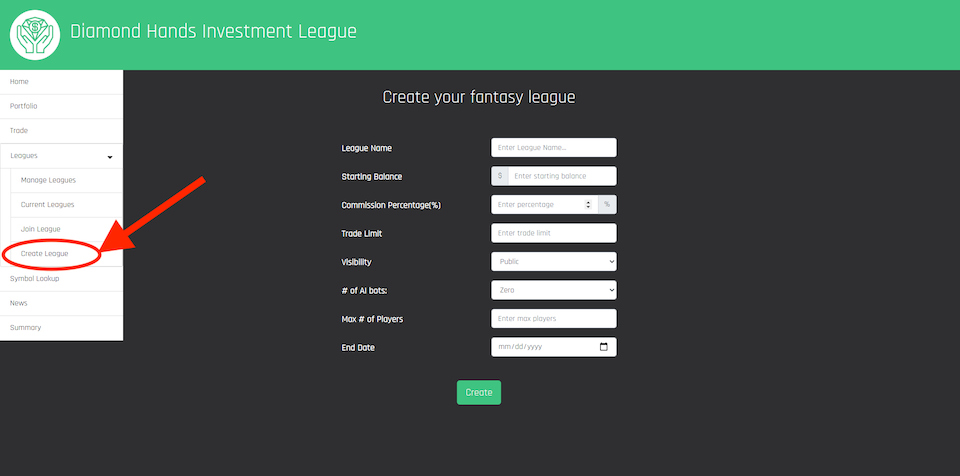 $
Diamond Hands Investment League
Home
Portfolio
Trade
Leagues
Manage Leagues
Current Leagues
Join League
Create League
Symbol Lookup
News
Summary
Create your fantasy league
League Name Enter League Name...
Starting Balance $ Enter starting balance
Commission Percentage(%) Enter percentage %
Trade Limit Enter trade limit
Visibility Public
# of AI bots: Zero
Max # of Players Enter max players
End Date mm/dd/yyyy
Create